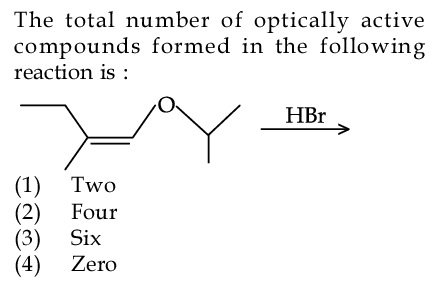 The total number of optically active
compounds formed in the following
reaction is :
O
HBr
(1) Two
(2) Four
(3) Six
(4) Zero